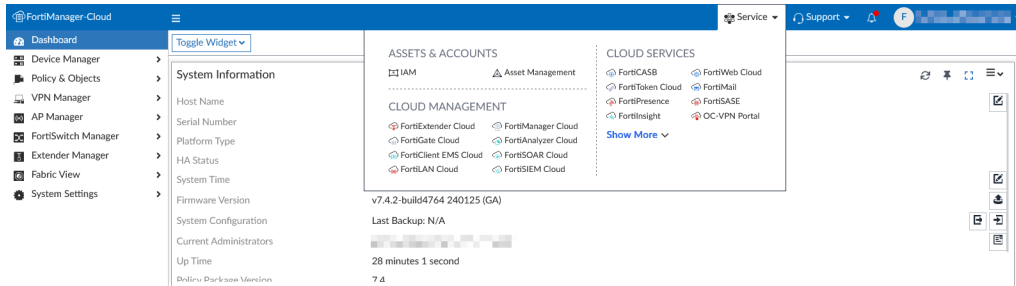 FortiManager-Cloud
Service
Support
F
Dashboard
Device Manager
Policy & Objects
VPN Manager
AP Manager
FortiSwitch Manager
Extender Manager
Fabric View
System Settings
Toggle Widget
ASSETS & ACCOUNTS
IAM
Asset Management
CLOUD MANAGEMENT
FortiExtender Cloud
FortiManager Cloud
FortiGate Cloud
FortiAnalyzer Cloud
FortiClient EMS Cloud
FortiSOAR Cloud
FortiLAN Cloud
FortiSIEM Cloud
CLOUD SERVICES
FortiCASB
FortiWeb Cloud
FortiToken Cloud
FortiMail
FortiPresence
FortiSASE
FortiInsight
OC-VPN Portal
Show More
System Information
Host Name
Serial Number
Platform Type
HA Status
System Time
Firmware Version
v7.4.2-build4764 240125 (GA)
System Configuration
Last Backup: N/A
Current Administrators
Up Time
28 minutes 1 second
Policy Package Version
7.4